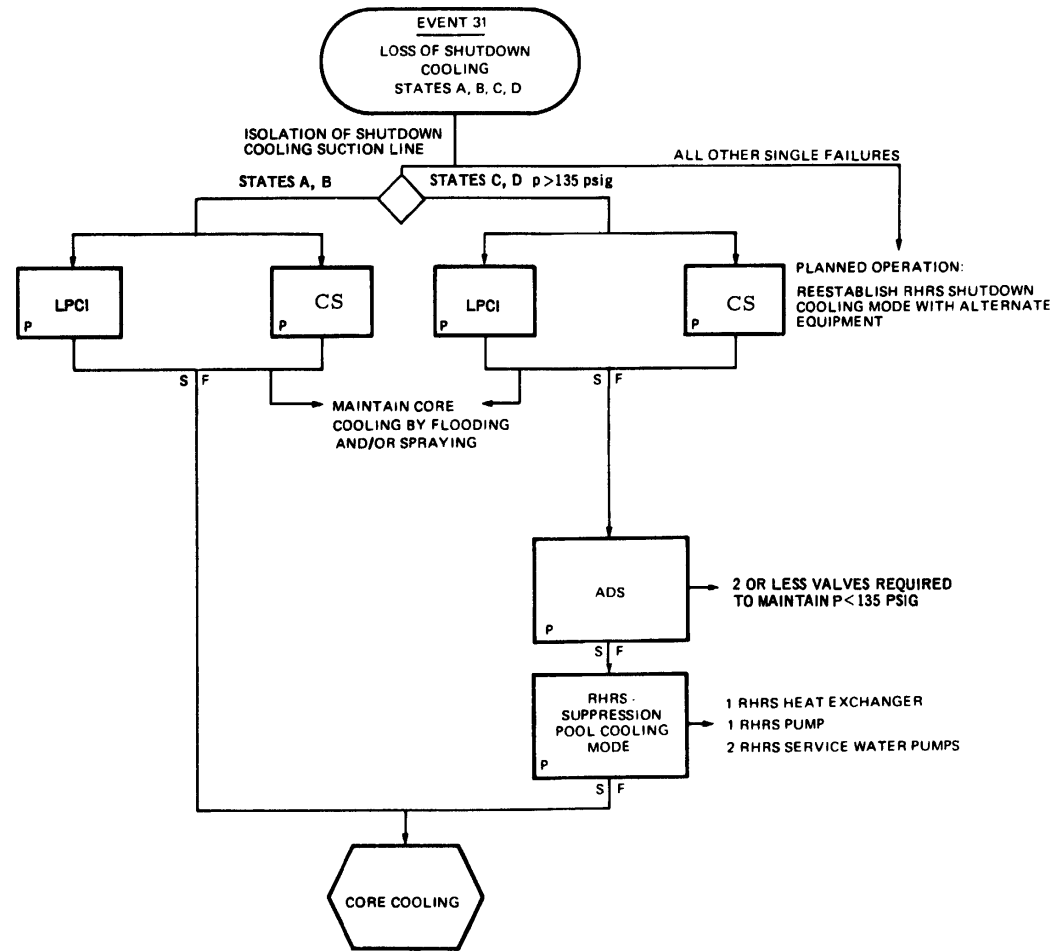 EVENT 31
LOSS OF SHUTDOWN
COOLING
STATES A, B, C, D
ISOLATION OF SHUTDOWN
COOLING SUCTION LINE
ALL OTHER SINGLE FAILURES
STATES A, B
STATES C, D p>135 psig
LPCI
P
CS
P
LPCI
P
CS
P
PLANNED OPERATION:
REESTABLISH RHRS SHUTDOWN
COOLING MODE WITH ALTERNATE
EQUIPMENT
S F
S F
MAINTAIN CORE
COOLING BY FLOODING
AND/OR SPRAYING
ADS
P
2 OR LESS VALVES REQUIRED
TO MAINTAIN P<135 PSIG
S F
RHRS -
SUPPRESSION
POOL COOLING
MODE
P
1 RHRS HEAT EXCHANGER
1 RHRS PUMP
2 RHRS SERVICE WATER PUMPS
S F
CORE COOLING